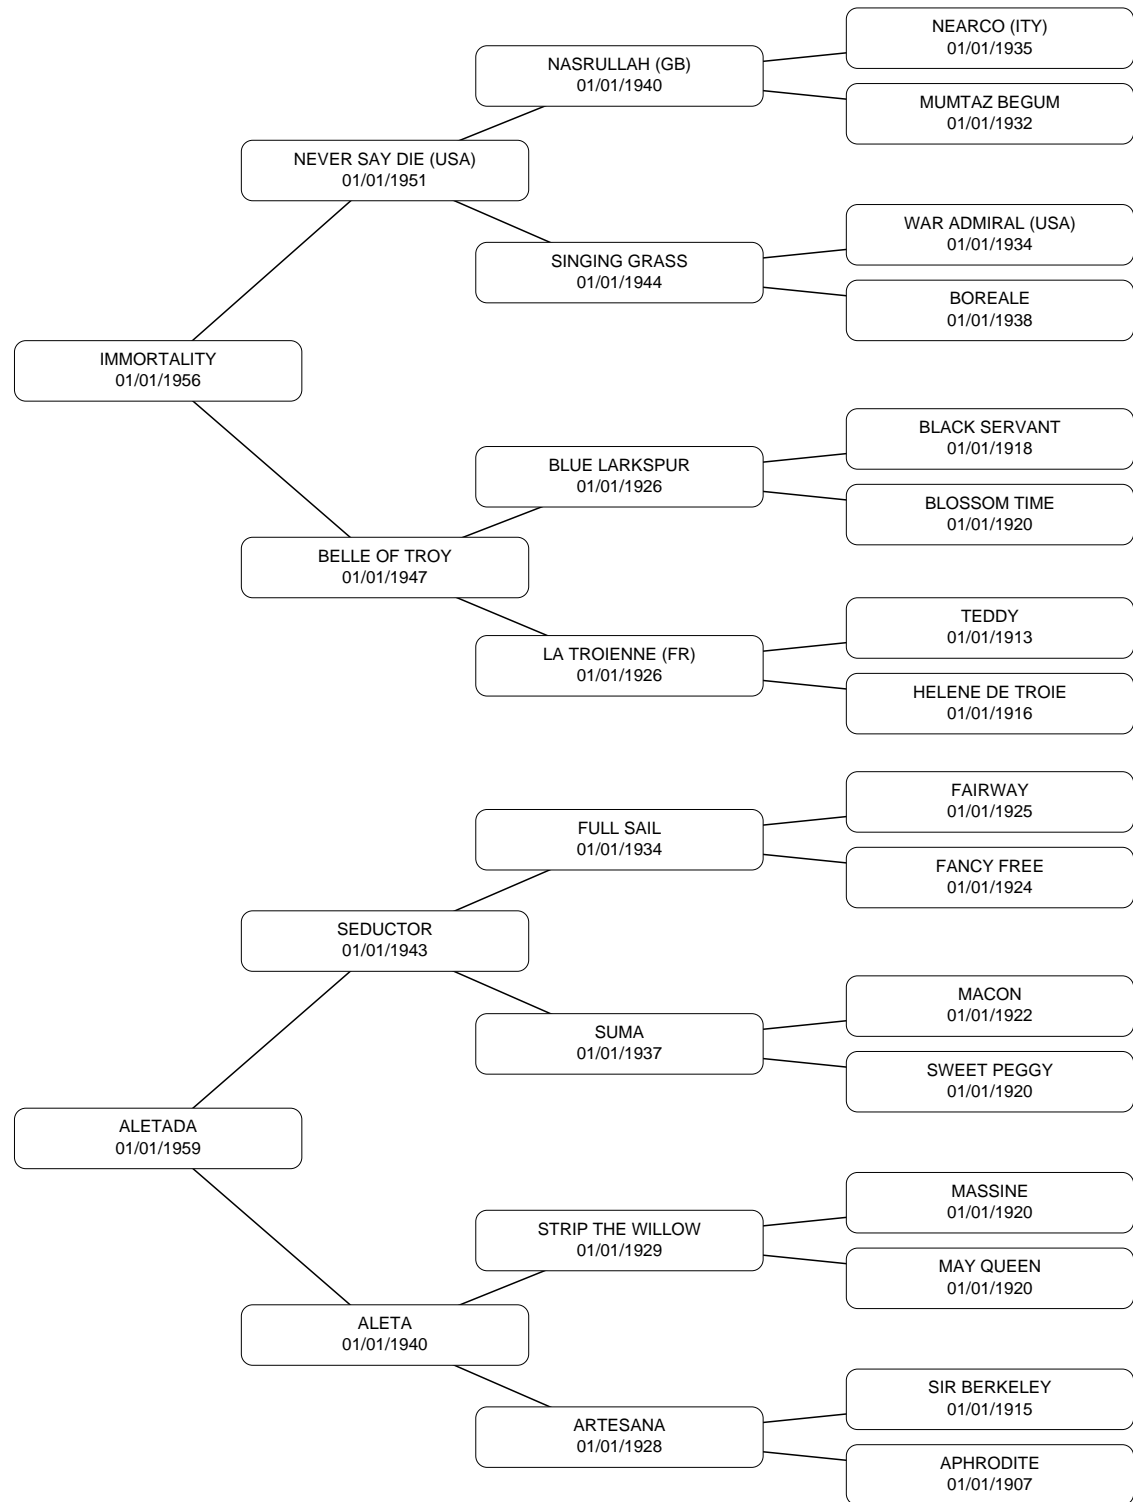 NEARCO (ITY)
01/01/1935
NASRULLAH (GB)
01/01/1940
MUMTAZ BEGUM
01/01/1932
NEVER SAY DIE (USA)
01/01/1951
WAR ADMIRAL (USA)
01/01/1934
SINGING GRASS
01/01/1944
BOREALE
01/01/1938
IMMORTALITY
01/01/1956
BLACK SERVANT
01/01/1918
BLUE LARKSPUR
01/01/1926
BLOSSOM TIME
01/01/1920
BELLE OF TROY
01/01/1947
TEDDY
01/01/1913
LA TROIENNE (FR)
01/01/1926
HELENE DE TROIE
01/01/1916
FAIRWAY
01/01/1925
FULL SAIL
01/01/1934
FANCY FREE
01/01/1924
SEDUCTOR
01/01/1943
MACON
01/01/1922
SUMA
01/01/1937
SWEET PEGGY
01/01/1920
ALETADA
01/01/1959
MASSINE
01/01/1920
STRIP THE WILLOW
01/01/1929
MAY QUEEN
01/01/1920
ALETA
01/01/1940
SIR BERKELEY
01/01/1915
ARTESANA
01/01/1928
APHRODITE
01/01/1907